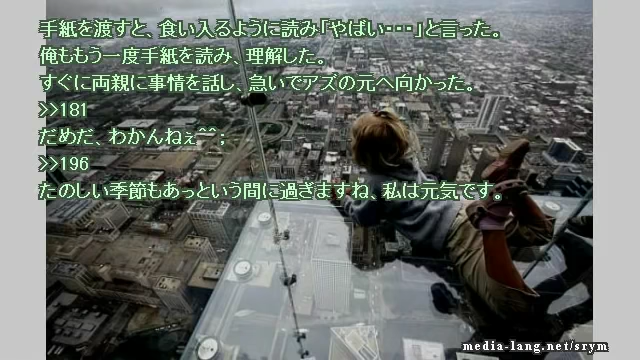 手紙を渡すと、食い入るように読み「やばい・・・」と言った。
俺ももう一度手紙を読み、理解した。
すぐに両親に事情を話し、急いでアズの元へ向かった。
>>181
だめだ、わかんねぇ^^；
>>196
たのしい季節もあっという間に過ぎますね、私は元気です。
media-lang.net/srym